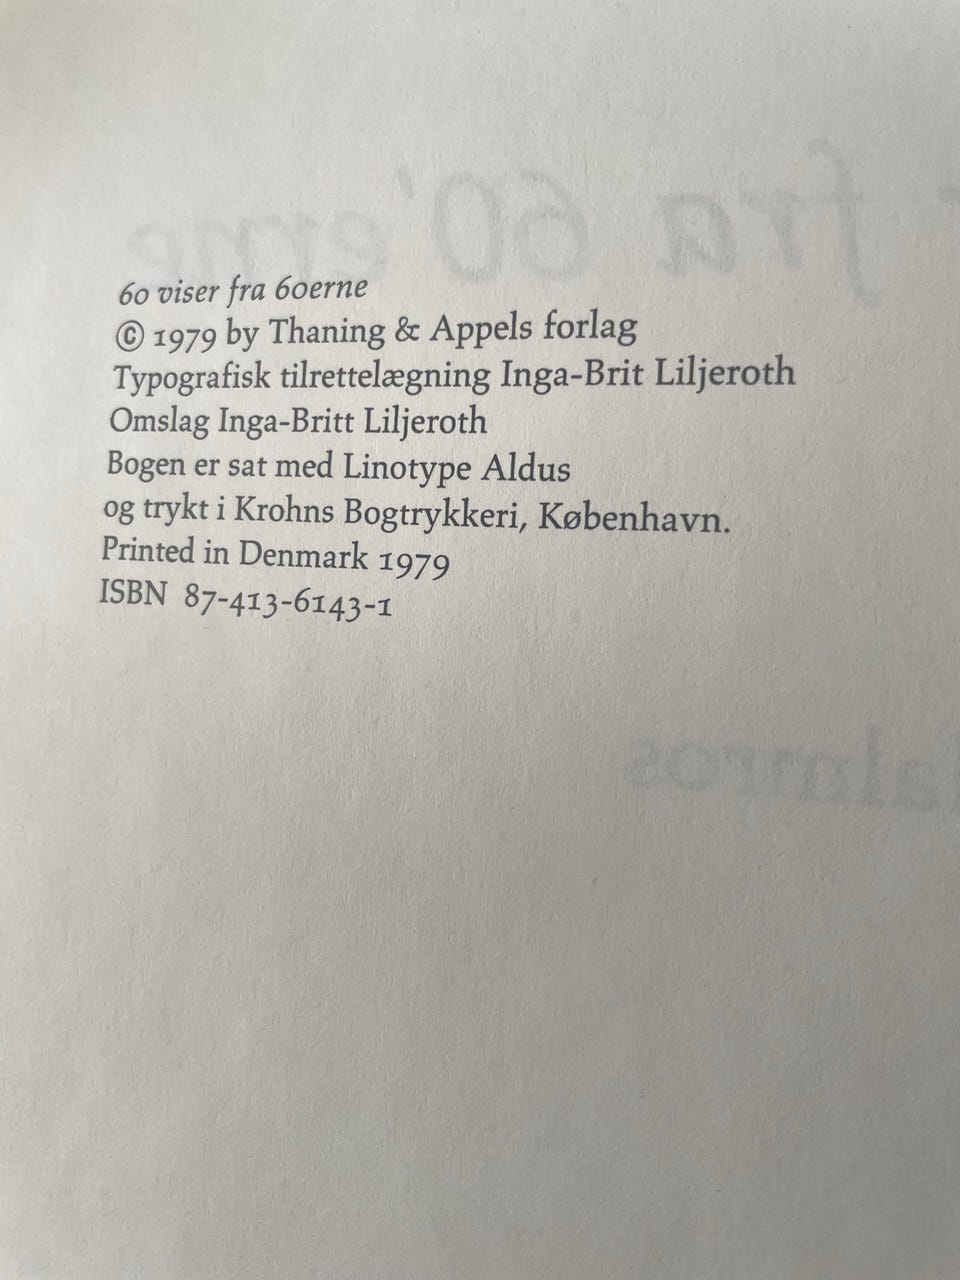 60 viser fra 60erne
© 1979 by Thaning & Appels forlag
Typografisk tilrettelægning Inga-Brit Liljeroth
Omslag Inga-Britt Liljeroth
Bogen er sat med Linotype Aldus
og trykt i Krohns Bogtrykkeri, København.
Printed in Denmark 1979
ISBN 87-413-6143-1